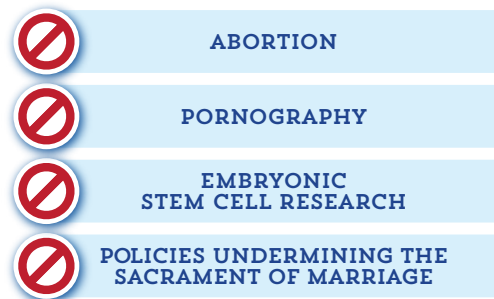 ABORTION
PORNOGRAPHY
EMBRYONIC
STEM CELL RESEARCH
POLICIES UNDERMINING THE
SACRAMENT OF MARRIAGE